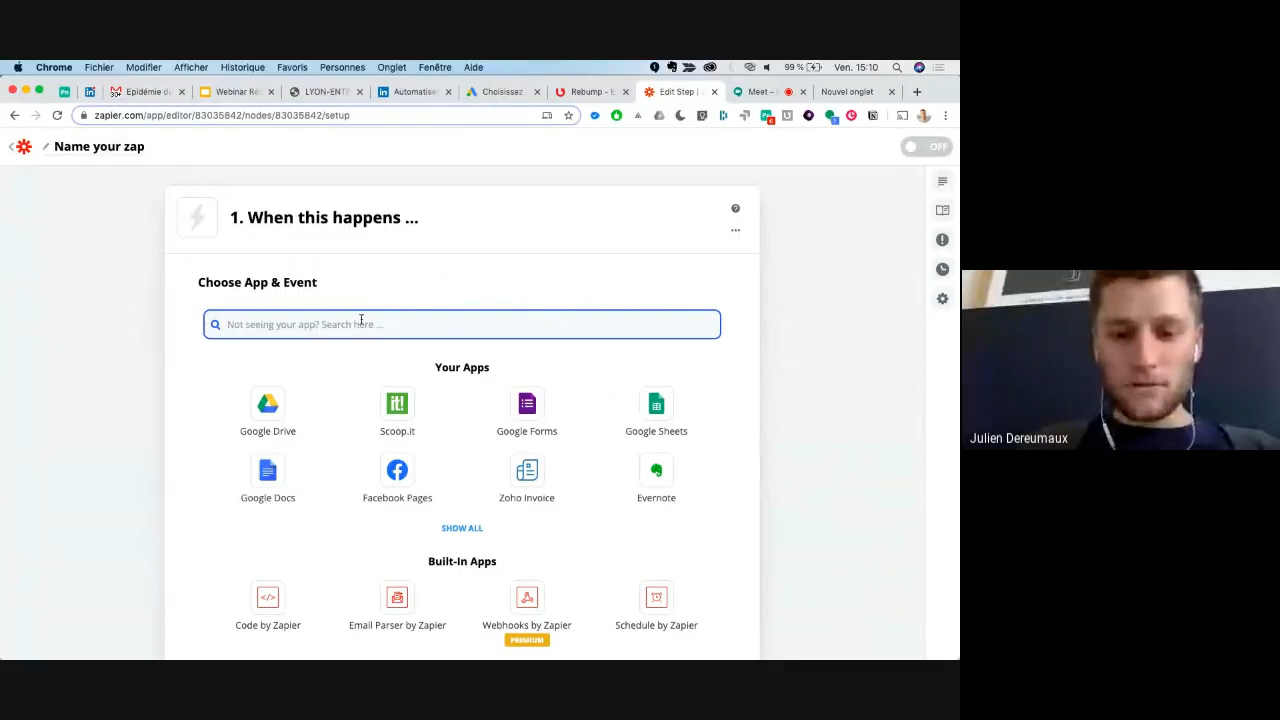 Chrome Fichier Modifier Afficher Historique Favoris Personnes Onglet Fenêtre Aide 99 % Ven. 15:10
Epidémie d Webinar Ré LYON-ENTR Automatise Choisissez Rebump - E Edit Step | Meet – Nouvel onglet
zapier.com/app/editor/83035842/nodes/83035842/setup
Name your zap OFF
1. When this happens ...
Choose App & Event
Not seeing your app? Search here ...
Your Apps
Google Drive Scoop.it Google Forms Google Sheets
Google Docs Facebook Pages Zoho Invoice Evernote
SHOW ALL
Built-In Apps
Code by Zapier Email Parser by Zapier Webhooks by Zapier Schedule by Zapier
PREMIUM
Julien Dereumaux